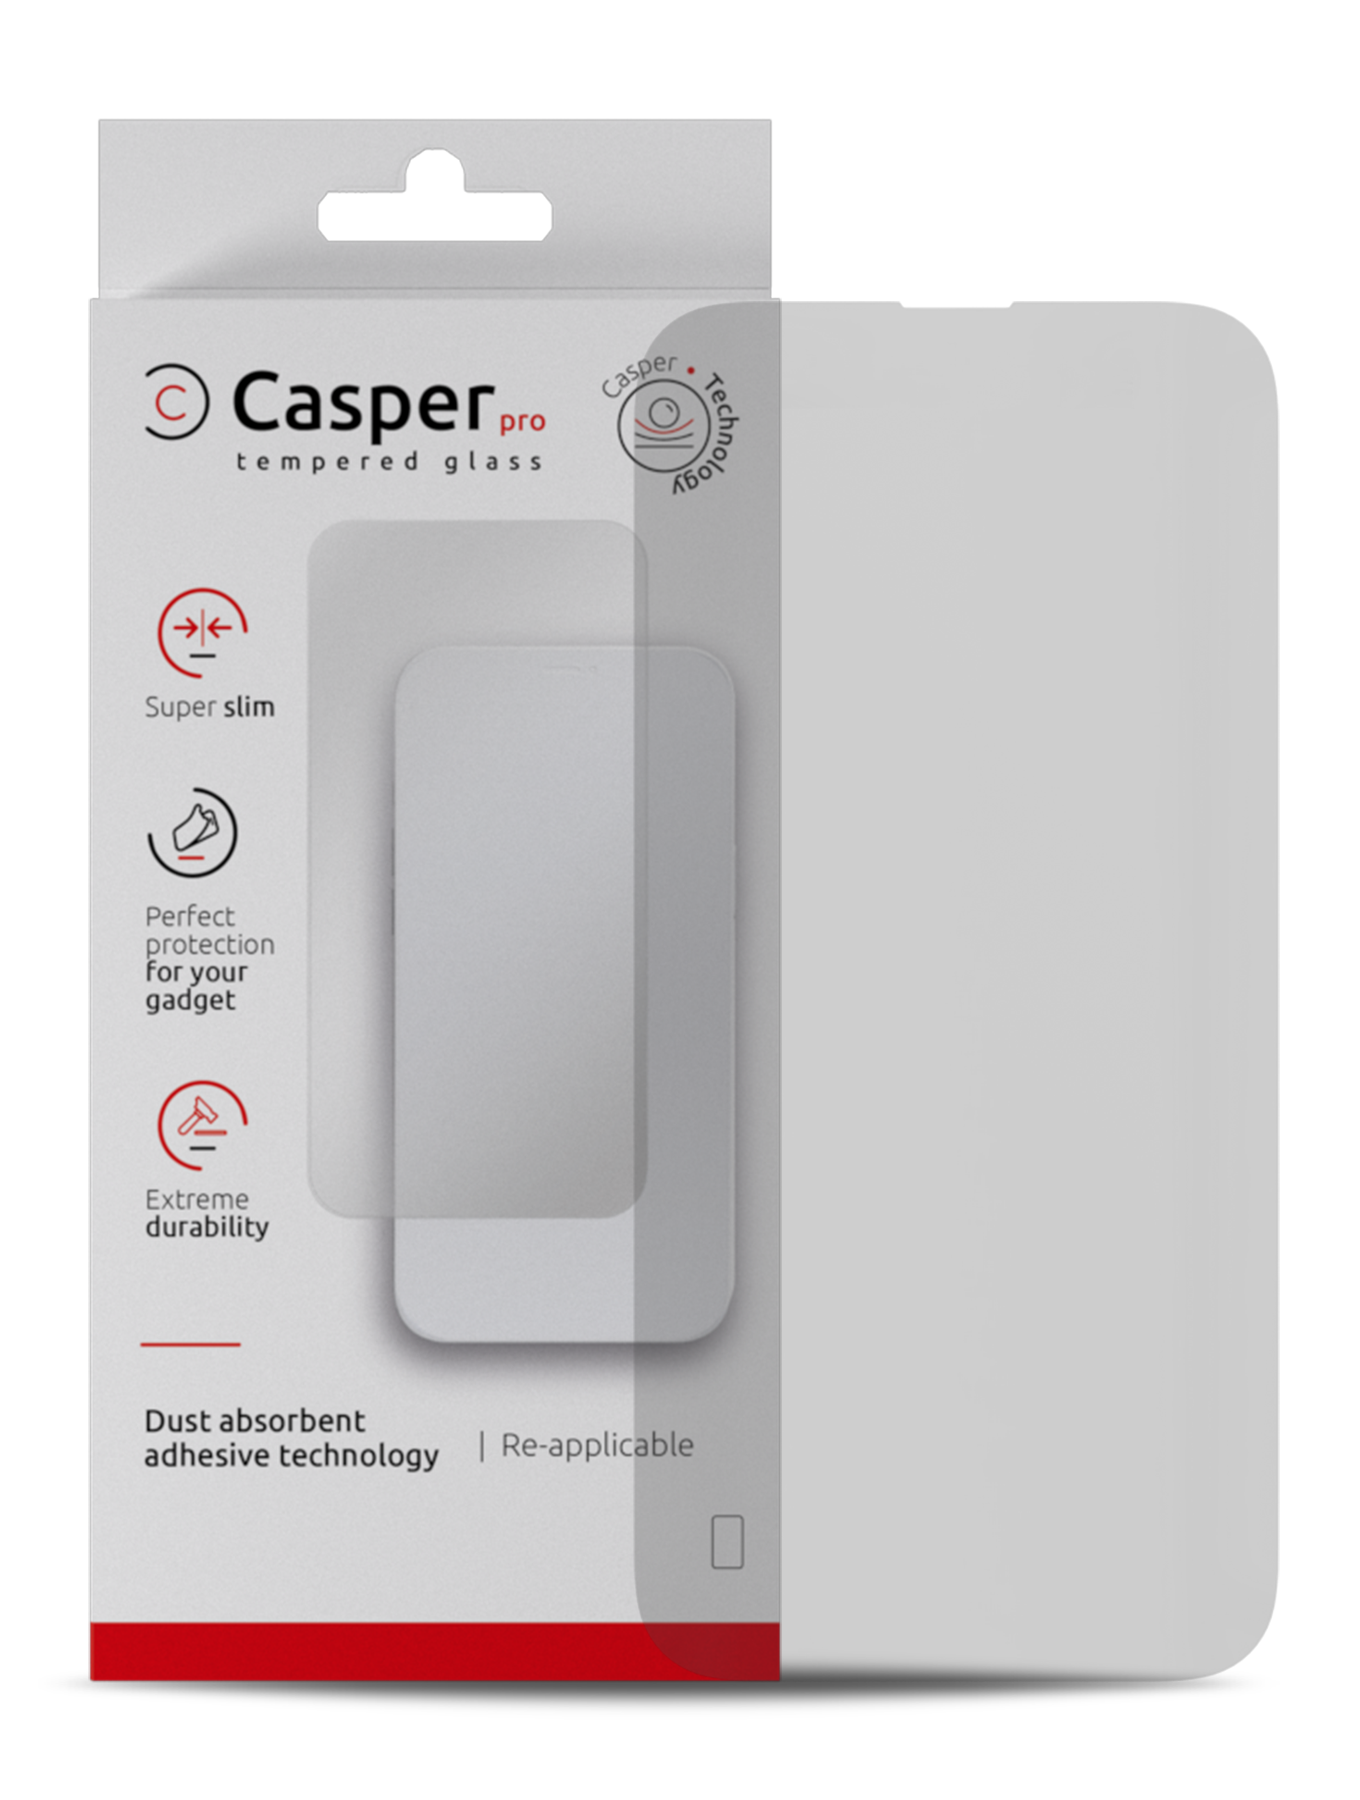 C Casper pro
tempered glass
Casper • Technology
Super slim
Perfect
protection
for your
gadget
Extreme
durability
Dust absorbent
adhesive technology
| Re-applicable